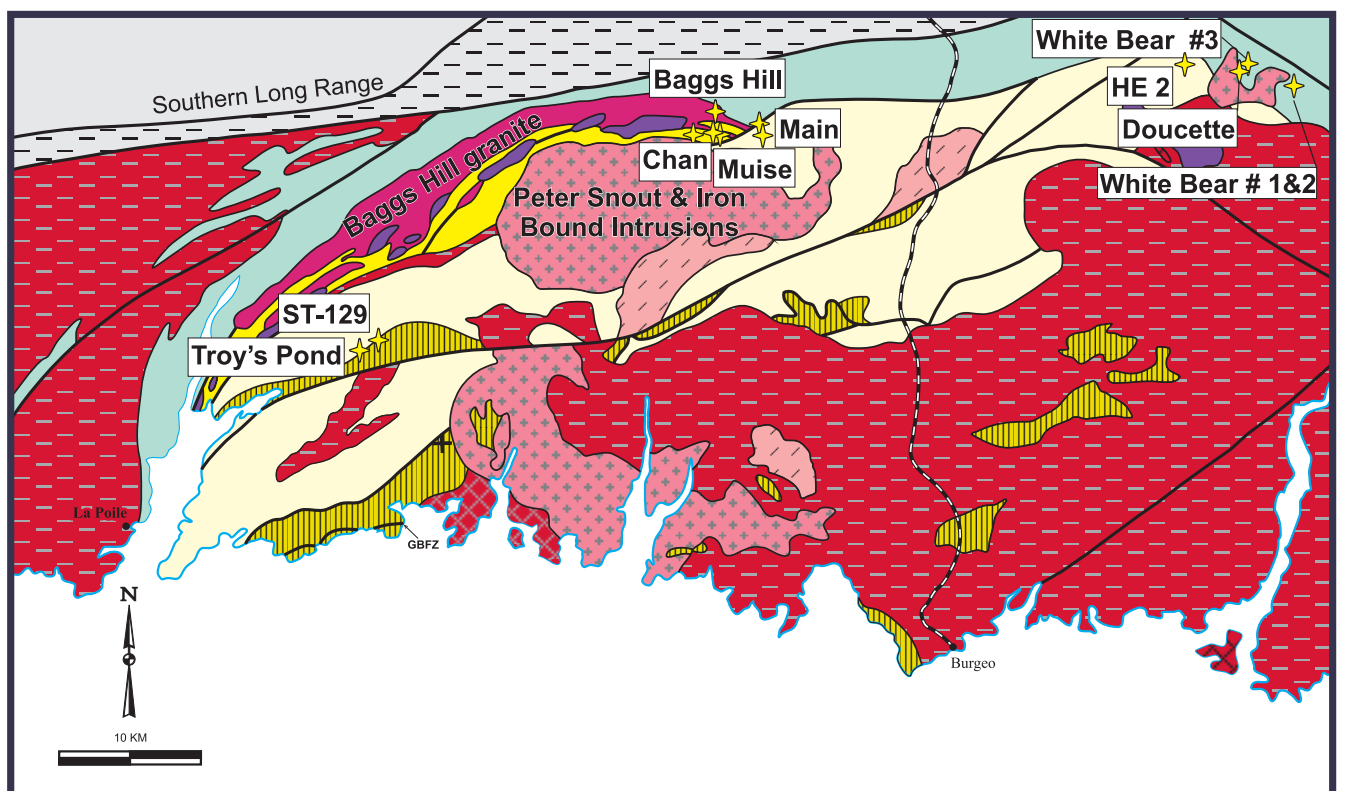 White Bear #3
Southern Long Range
Baggs Hill
HE 2
Main
Doucette
Baggs Hill granite
Chan
Muise
White Bear # 1&2
Peter Snout & Iron
Bound Intrusions
ST-129
Troy's Pond
La Poile
GBFZ
N
Burgeo
10 KM